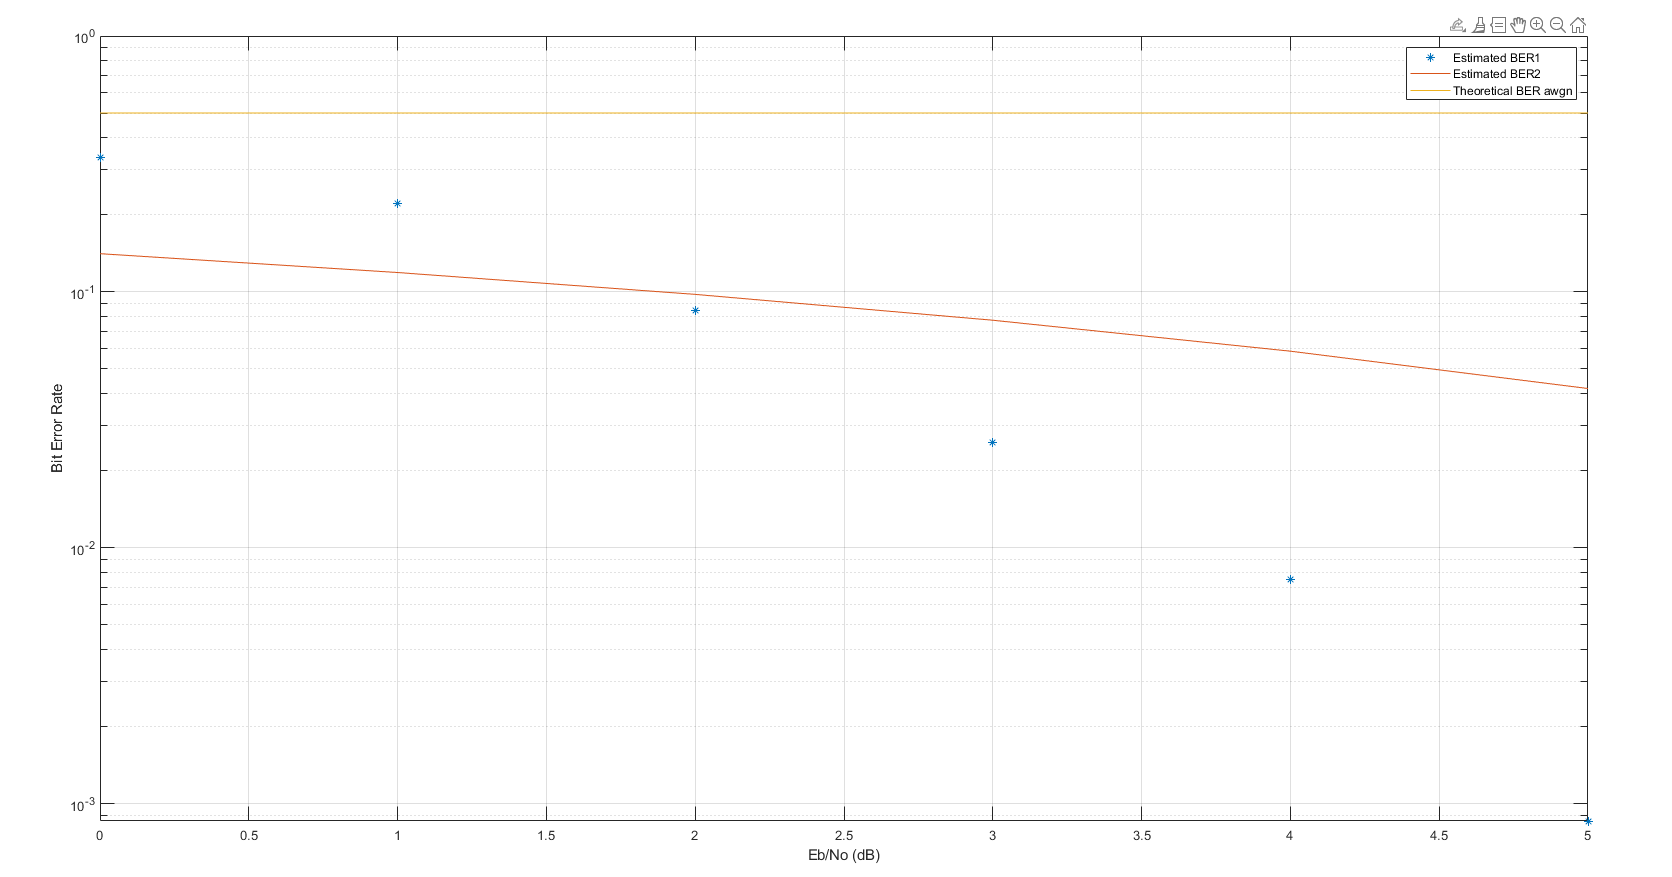 Estimated BER1
Estimated BER2
Theoretical BER awgn
10^0
10^-1
10^-2
10^-3
Bit Error Rate
0 0.5 1 1.5 2 2.5 3 3.5 4 4.5 5
Eb/No (dB)